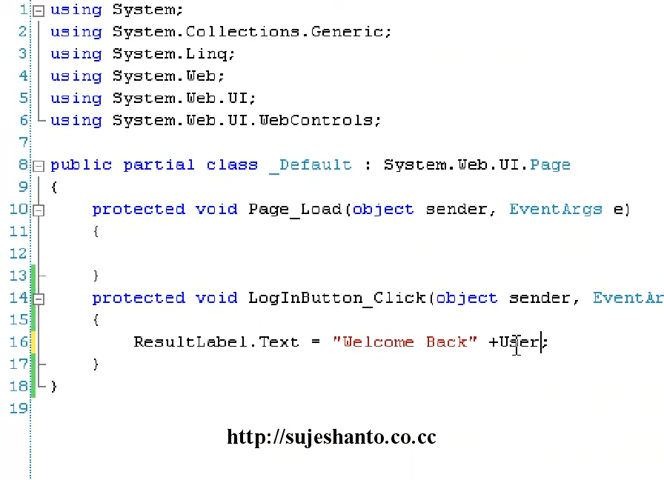 1 using System;
2 using System.Collections.Generic;
3 using System.Linq;
4 using System.Web;
5 using System.Web.UI;
6 using System.Web.UI.WebControls;
7
8 public partial class _Default : System.Web.UI.Page
9 {
10 protected void Page_Load(object sender, EventArgs e)
11 {
12
13 }
14 protected void LogInButton_Click(object sender, EventAr
15 {
16 ResultLabel.Text = "Welcome Back" +User;
17 }
18 }
19
http://sujeshanto.co.cc